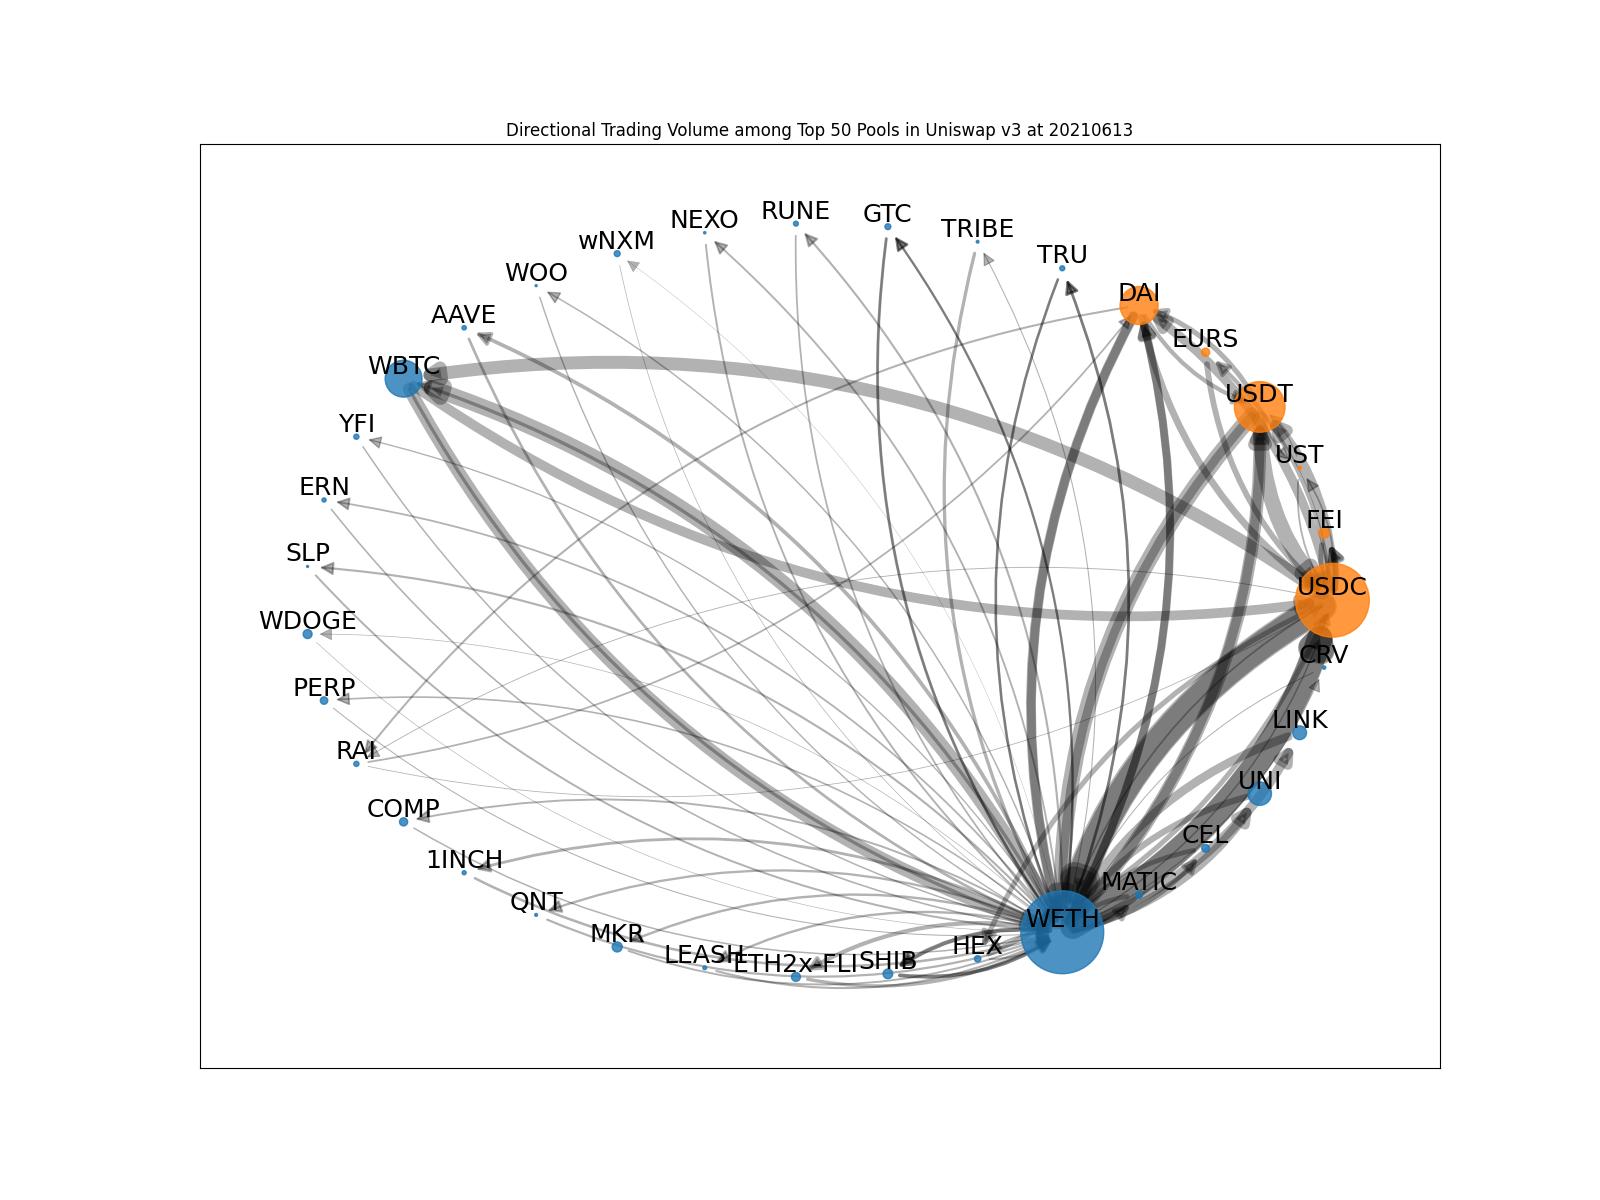 Directional Trading Volume among Top 50 Pools in Uniswap v3 at 20210613
RUNE
GTC
NEXO
TRIBE
wNXM
TRU
WOO
DAI
AAVE
EURS
WBTC
USDT
YFI
UST
ERN
FEI
SLP
USDC
WDOGE
CRV
PERP
LINK
RAI
UNI
COMP
CEL
1INCH
MATIC
QNT
WETH
MKR
HEX
LEASH
ETH2x-FLI
SHIB